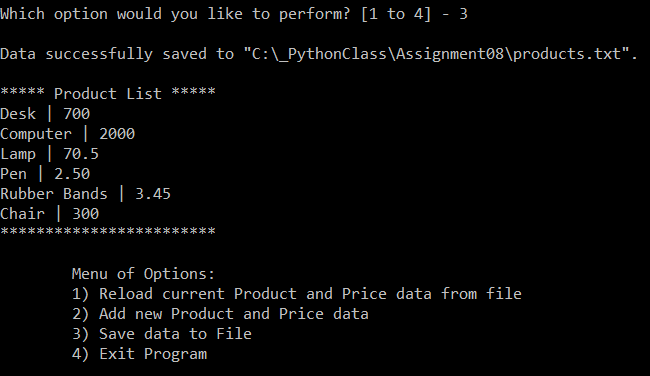 Which option would you like to perform? [1 to 4] - 3
Data successfully saved to "C:\_PythonClass\Assignment08\products.txt".
***** Product List *****
Desk | 700
Computer | 2000
Lamp | 70.5
Pen | 2.50
Rubber Bands | 3.45
Chair | 300
************************
Menu of Options:
1) Reload current Product and Price data from file
2) Add new Product and Price data
3) Save data to File
4) Exit Program